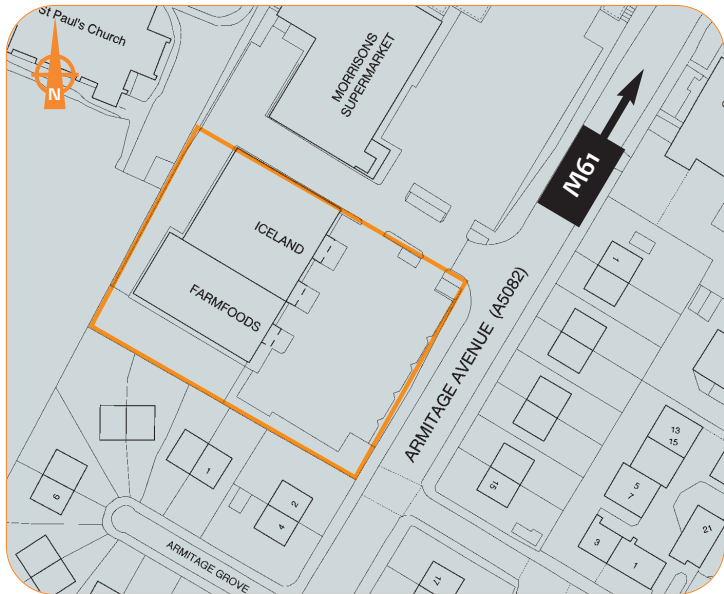 St Paul's Church
N
MORRISONS
SUPERMARKET
M61
ICELAND
FARMFOODS
ARMITAGE AVENUE (A5082)
1
13
15
5
7
15
21
3
1
9
1
2
4
ARMITAGE GROVE
17